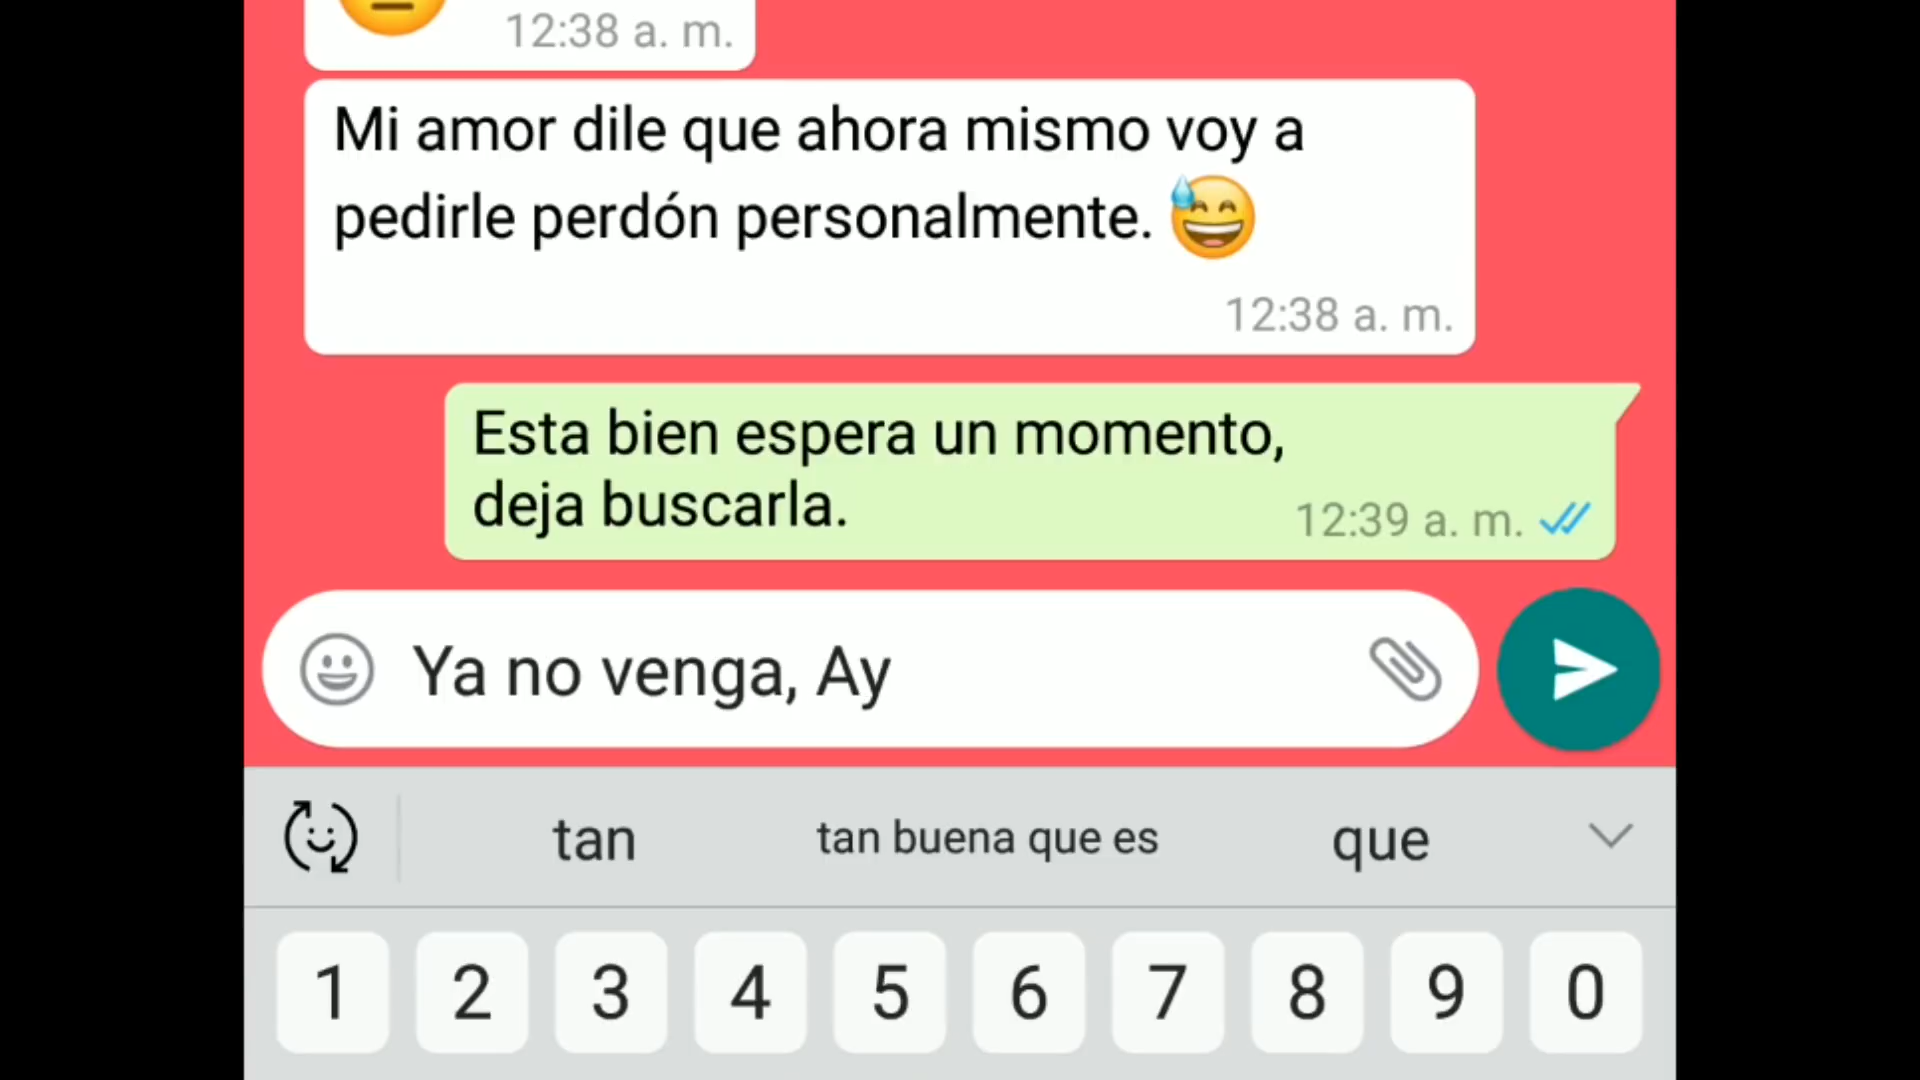 12:38 a. m.
Mi amor dile que ahora mismo voy a
pedirle perdón personalmente. 😅
12:38 a. m.
Esta bien espera un momento,
deja buscarla.
12:39 a. m.
Ya no venga, Ay
tan tan buena que es que
1 2 3 4 5 6 7 8 9 0